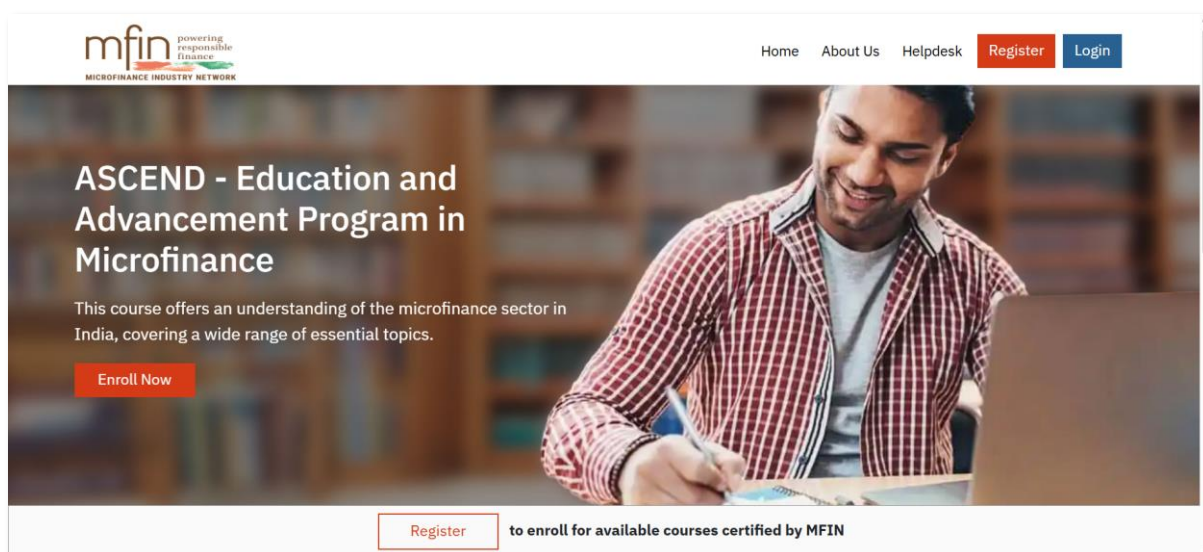 mfin powering
responsible
finance
MICROFINANCE INDUSTRY NETWORK
Home About Us Helpdesk Register Login
ASCEND - Education and
Advancement Program in
Microfinance
This course offers an understanding of the microfinance sector in
India, covering a wide range of essential topics.
Enroll Now
Register to enroll for available courses certified by MFIN